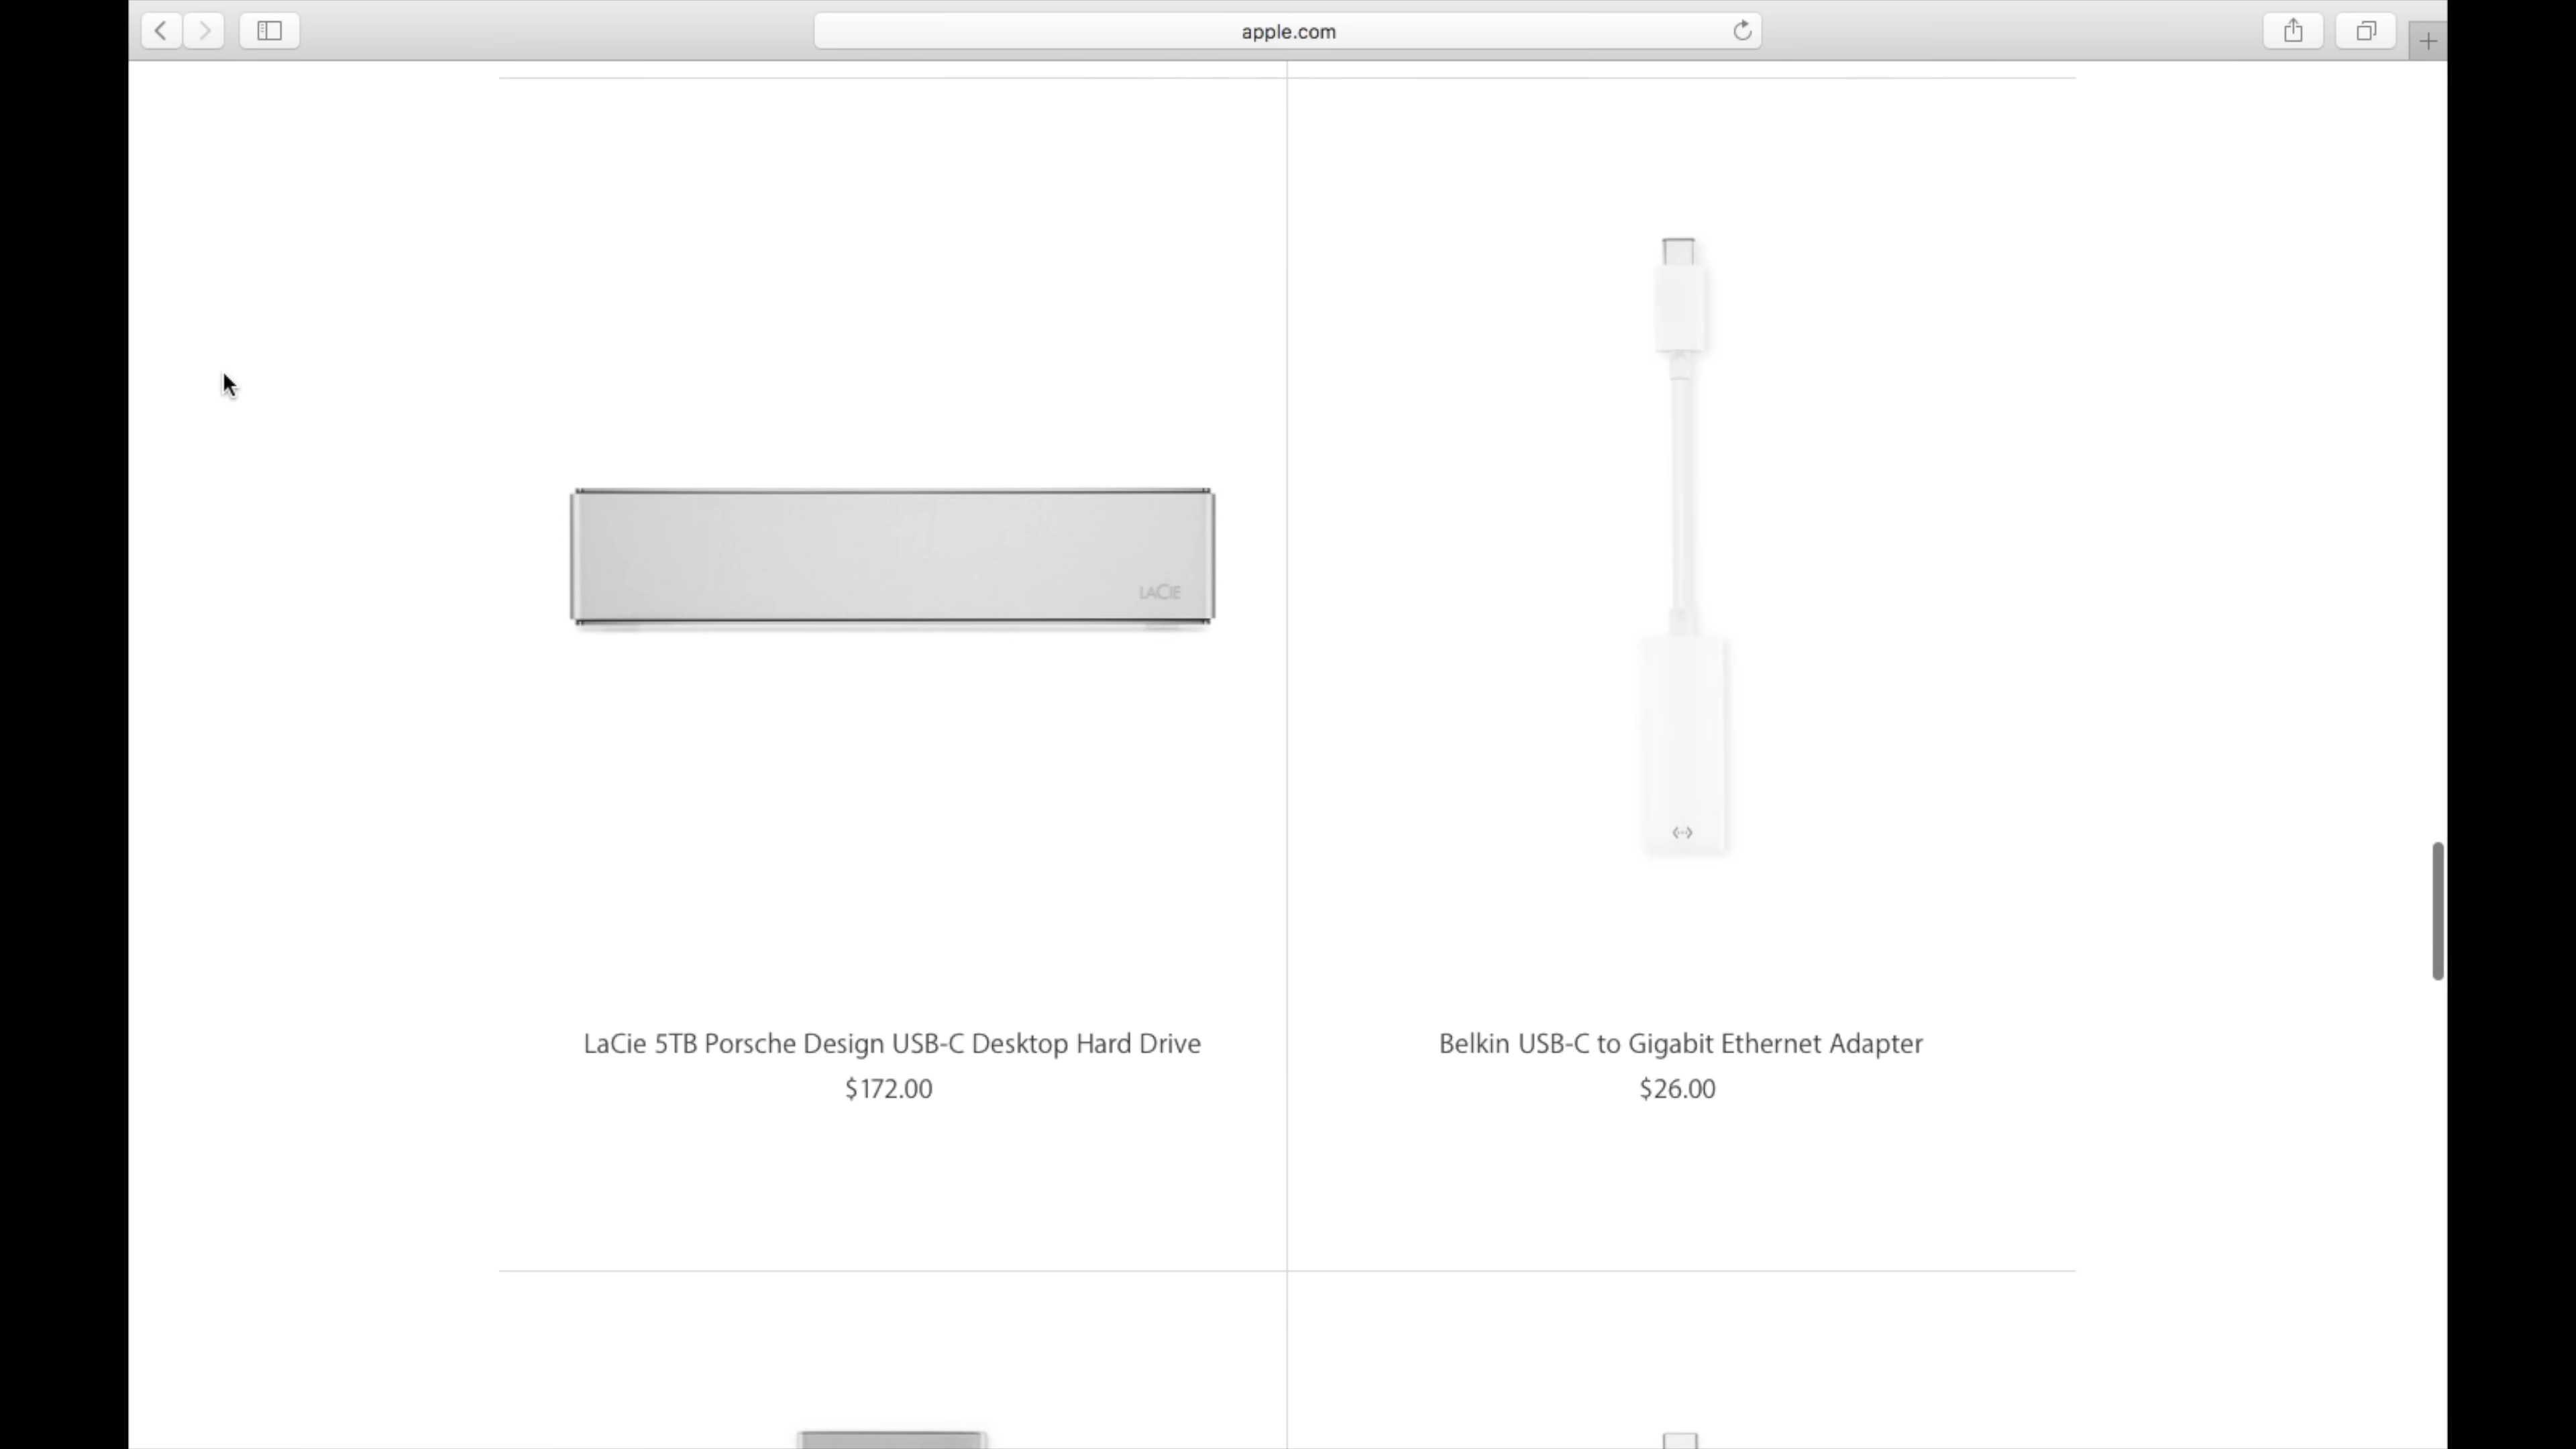 apple.com
LACIE
LaCie 5TB Porsche Design USB-C Desktop Hard Drive
$172.00
Belkin USB-C to Gigabit Ethernet Adapter
$26.00